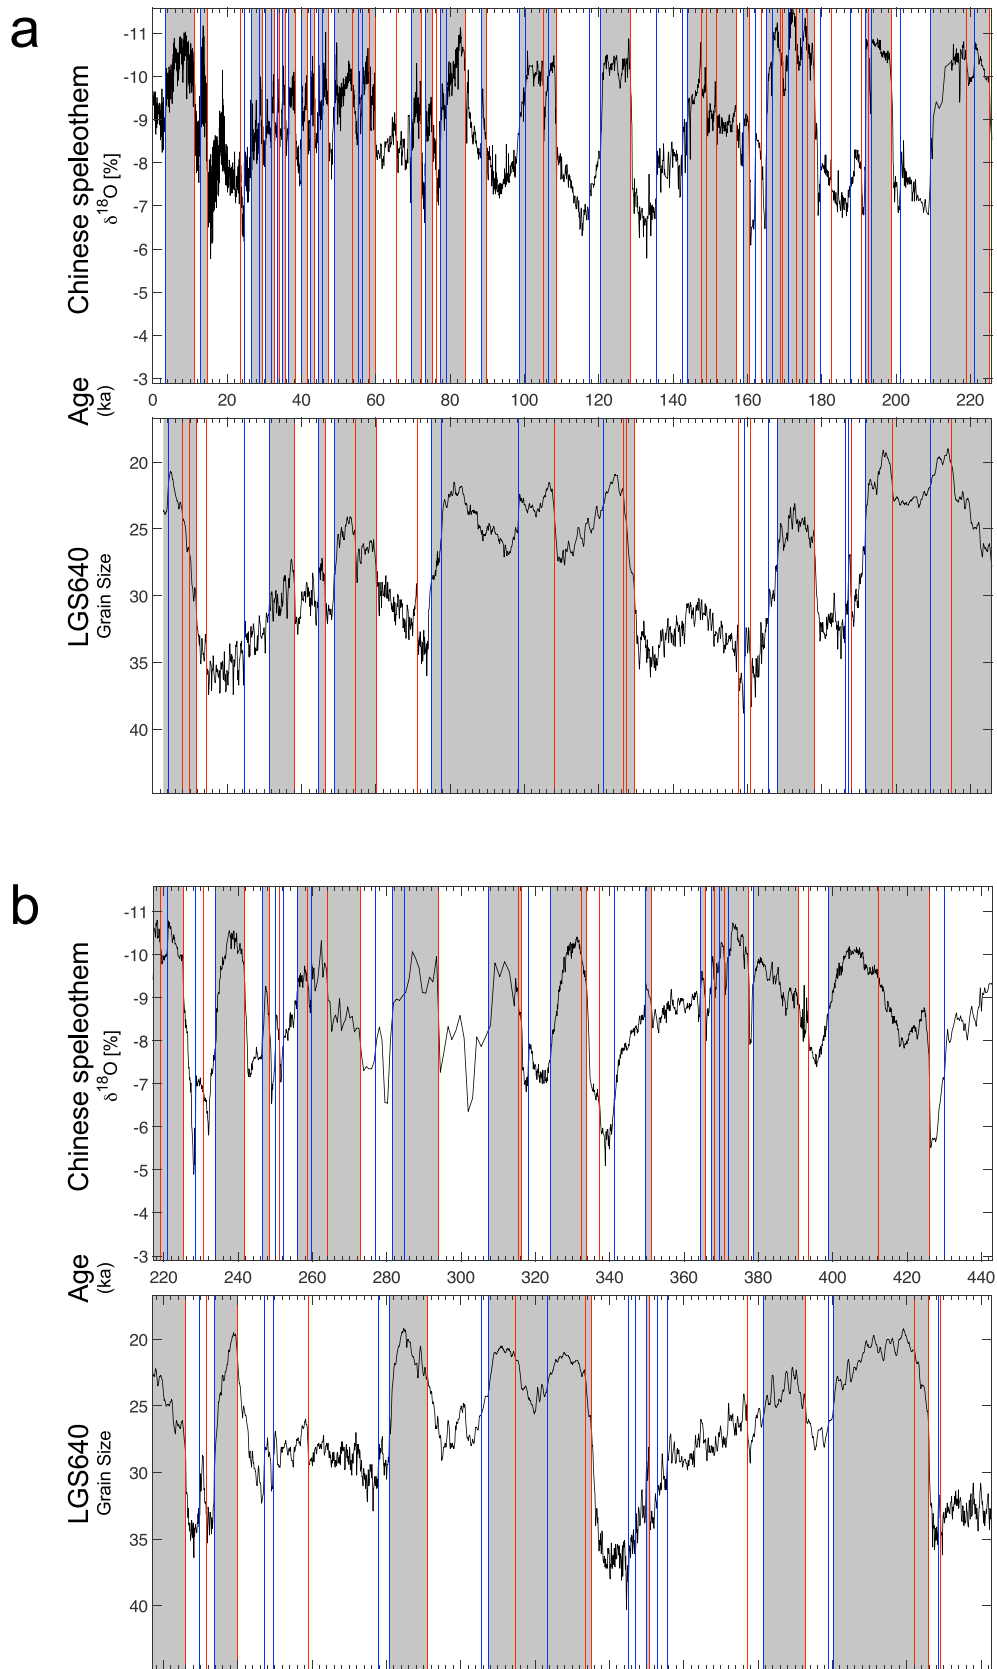 a
Chinese speleothem
δ18O [%]
-11
-10
-9
-8
-7
-6
-5
-4
-3
Age
(ka)
0 20 40 60 80 100 120 140 160 180 200 220
LGS640
Grain Size
20
25
30
35
40
b
Chinese speleothem
δ18O [%]
-11
-10
-9
-8
-7
-6
-5
-4
-3
Age
(ka)
220 240 260 280 300 320 340 360 380 400 420 440
LGS640
Grain Size
20
25
30
35
40